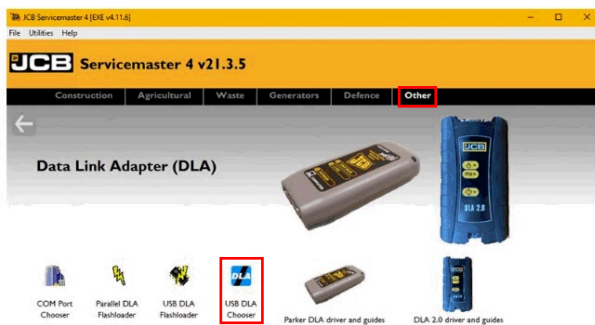 JCB Servicemaster 4 [EXE v4.11.6]
File Utilities Help
JCB Servicemaster 4 v21.3.5
Construction Agricultural Waste Generators Defence Other
Data Link Adapter (DLA)
JCB
DLA 2.0
DLA
COM Port Chooser
Parallel DLA Flashloader
USB DLA Flashloader
USB DLA Chooser
Parker DLA driver and guides
DLA 2.0 driver and guides